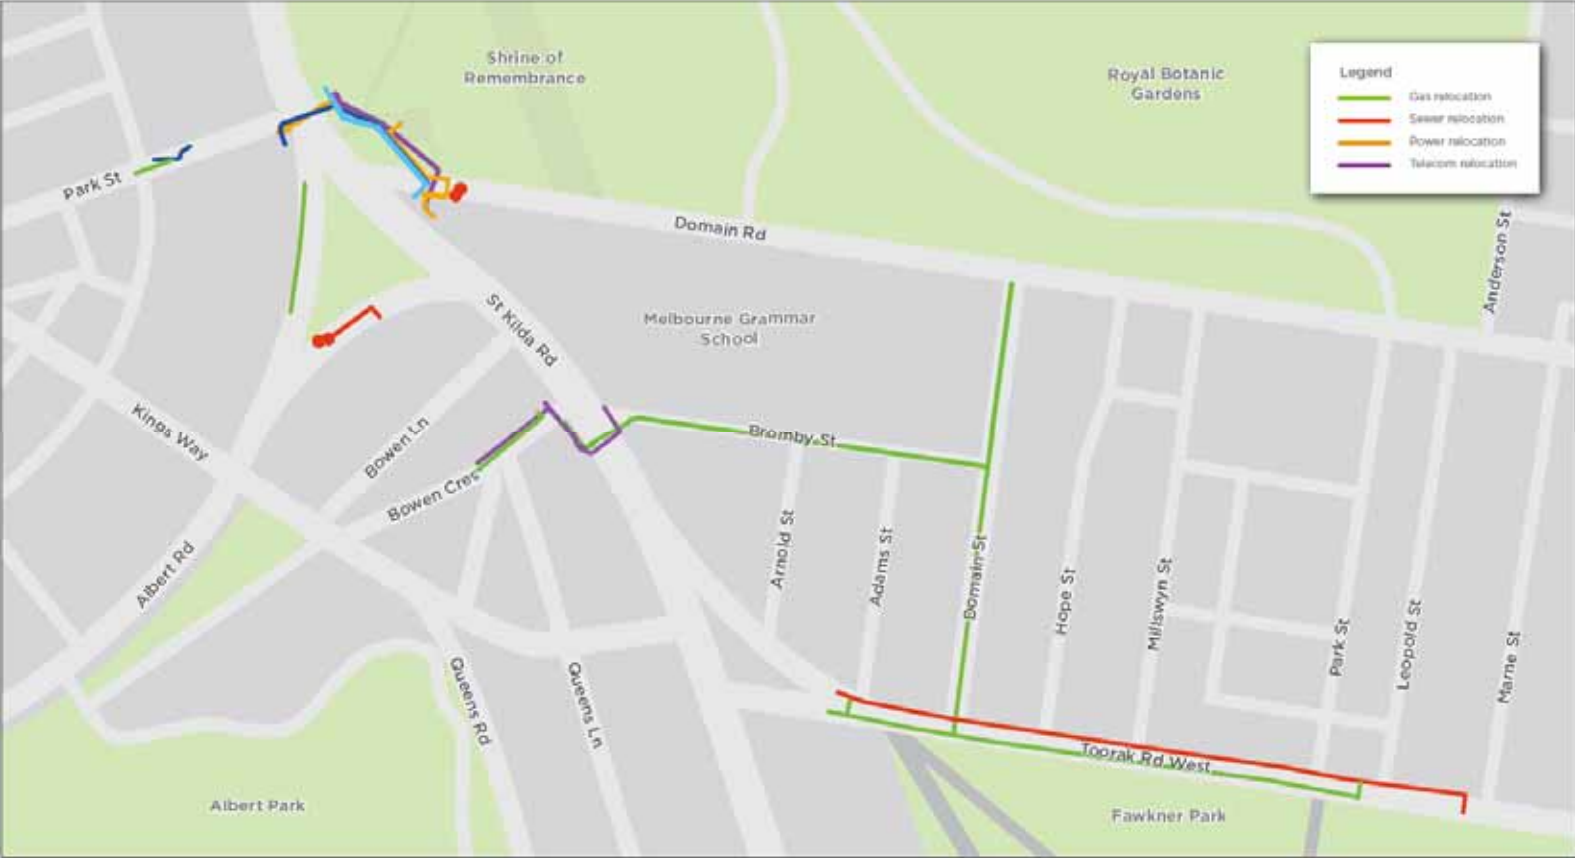 Shrine of
Remembrance
Royal Botanic
Gardens
Legend
Gas relocation
Sewer relocation
Power relocation
Telecom relocation
Park St
Domain Rd
Anderson St
St Kilda Rd
Melbourne Grammar
School
Kings Way
Bowen Ln
Bromby St
Bowen Cres
Albert Rd
Arnold St
Adams St
Domain St
Hope St
Millswyn St
Park St
Leopold St
Marne St
Queens Rd
Queens Ln
Toorak Rd West
Albert Park
Fawkner Park